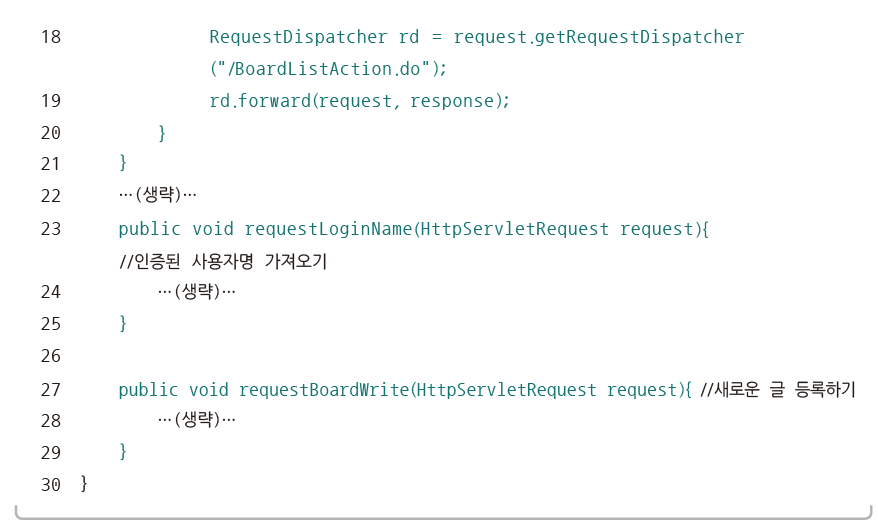 18 RequestDispatcher rd = request.getRequestDispatcher
("/BoardListAction.do");
19 rd.forward(request, response);
20 }
21 }
22 …(생략)…
23 public void requestLoginName(HttpServletRequest request){
//인증된 사용자명 가져오기
24 …(생략)…
25 }
26
27 public void requestBoardWrite(HttpServletRequest request){ //새로운 글 등록하기
28 …(생략)…
29 }
30 }